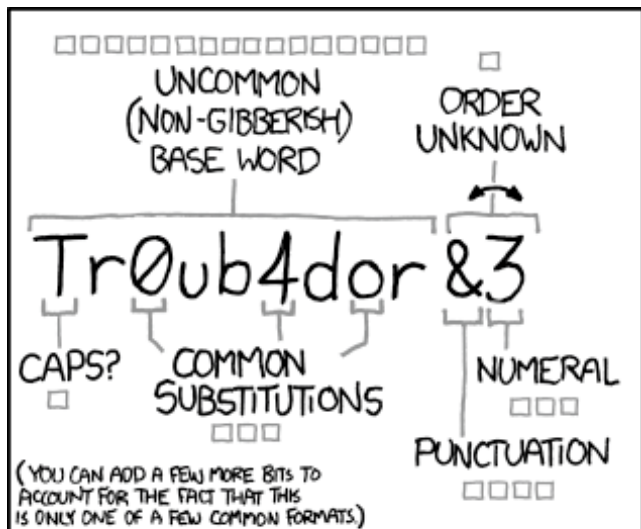 UNCOMMON
(NON-GIBBERISH)
BASE WORD
ORDER
UNKNOWN
Tr0ub4dor &3
CAPS?
COMMON
SUBSTITUTIONS
NUMERAL
PUNCTUATION
(YOU CAN ADD A FEW MORE BITS TO
ACCOUNT FOR THE FACT THAT THIS
IS ONLY ONE OF A FEW COMMON FORMATS.)